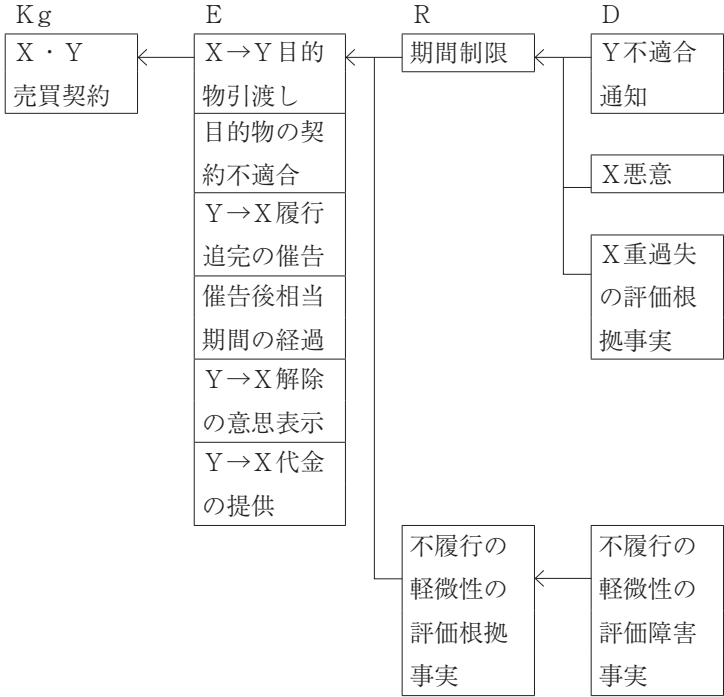 Ｋｇ
Ｅ
Ｒ
Ｄ
Ｘ・Ｙ
売買契約
Ｘ→Ｙ目的
物引渡し
目的物の契
約不適合
Ｙ→Ｘ履行
追完の催告
催告後相当
期間の経過
Ｙ→Ｘ解除
の意思表示
Ｙ→Ｘ代金
の提供
期間制限
不履行の
軽微性の
評価根拠
事実
Ｙ不適合
通知
Ｘ悪意
Ｘ重過失
の評価根
拠事実
不履行の
軽微性の
評価障害
事実